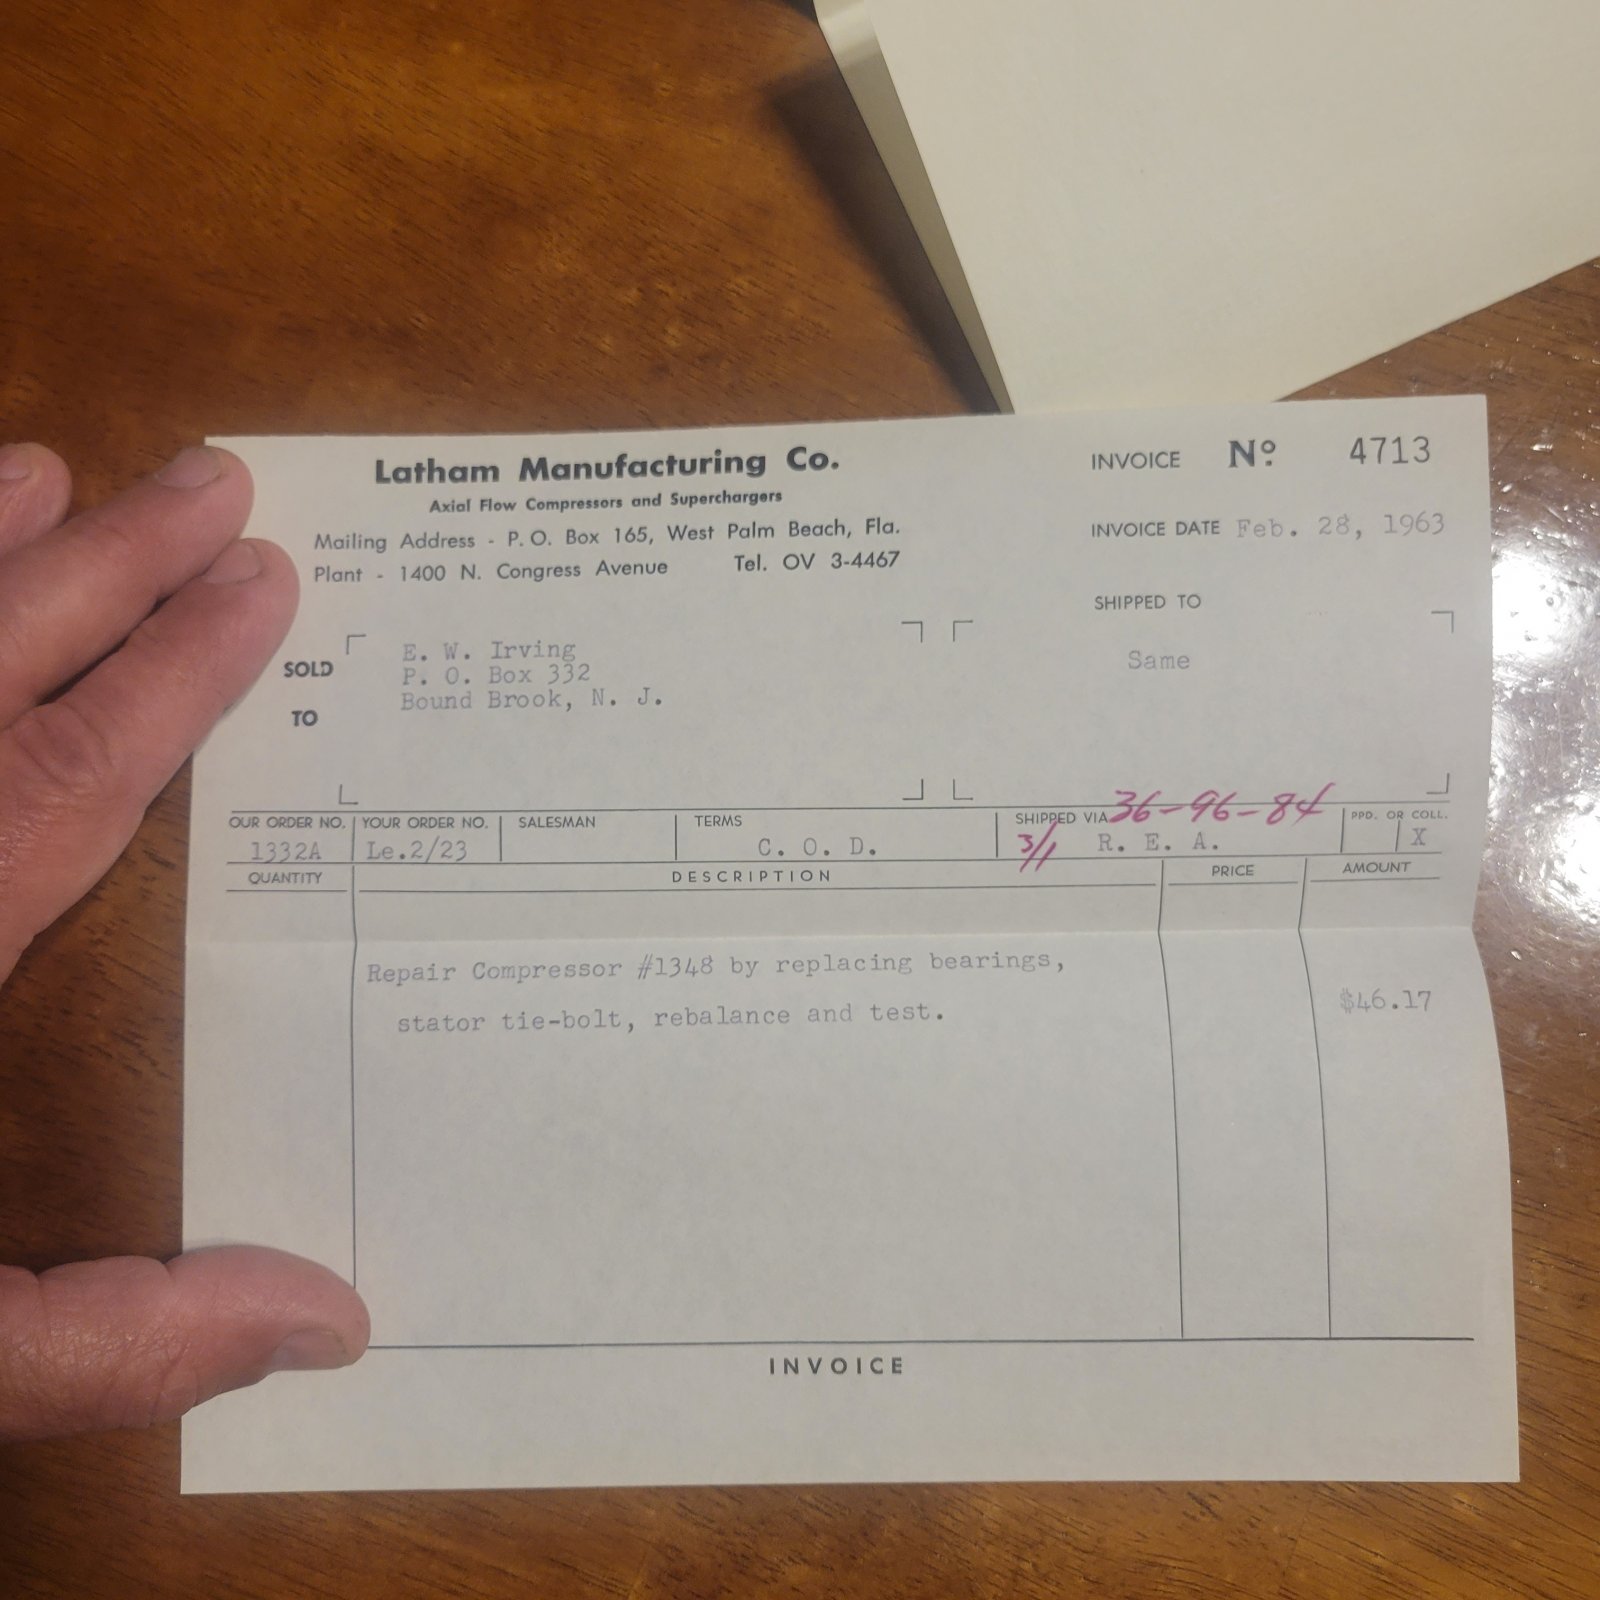 Latham Manufacturing Co.
Axial Flow Compressors and Superchargers
Mailing Address - P. O. Box 165, West Palm Beach, Fla.
Plant - 1400 N. Congress Avenue Tel. OV 3-4467
INVOICE Nº 4713
INVOICE DATE Feb. 28, 1963
SHIPPED TO
Same
SOLD
TO
E. W. Irving
P. O. Box 332
Bound Brook, N. J.
OUR ORDER NO. YOUR ORDER NO. SALESMAN TERMS SHIPPED VIA 36-96-84 PPD. OR COLL.
1332A Le.2/23 C. O. D. 3/1 R. E. A. X
QUANTITY DESCRIPTION PRICE AMOUNT
Repair Compressor #1348 by replacing bearings,
stator tie-bolt, rebalance and test. $46.17
INVOICE